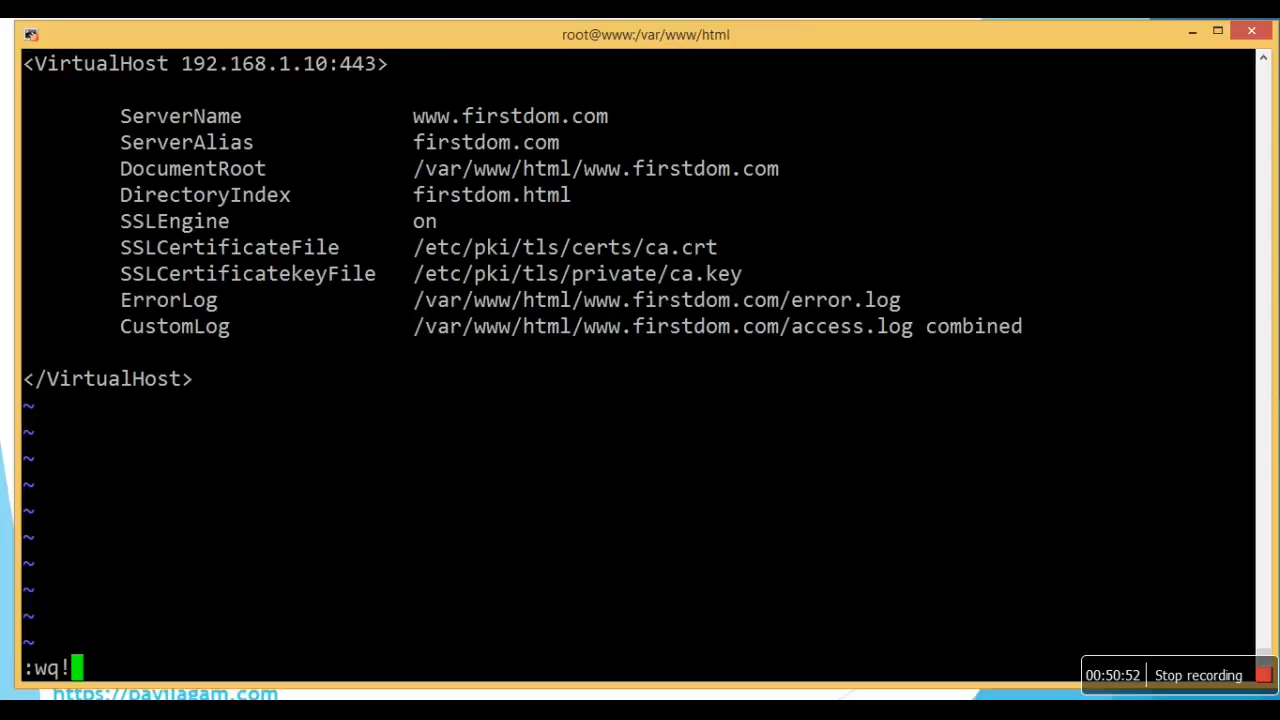 root@www:/var/www/html
<VirtualHost 192.168.1.10:443>
ServerName www.firstdom.com
ServerAlias firstdom.com
DocumentRoot /var/www/html/www.firstdom.com
DirectoryIndex firstdom.html
SSLEngine on
SSLCertificateFile /etc/pki/tls/certs/ca.crt
SSLCertificatekeyFile /etc/pki/tls/private/ca.key
ErrorLog /var/www/html/www.firstdom.com/error.log
CustomLog /var/www/html/www.firstdom.com/access.log combined
</VirtualHost>
~
~
~
~
~
~
~
~
~
~
:wq!
00:50:52 Stop recording
https://payilagam.com